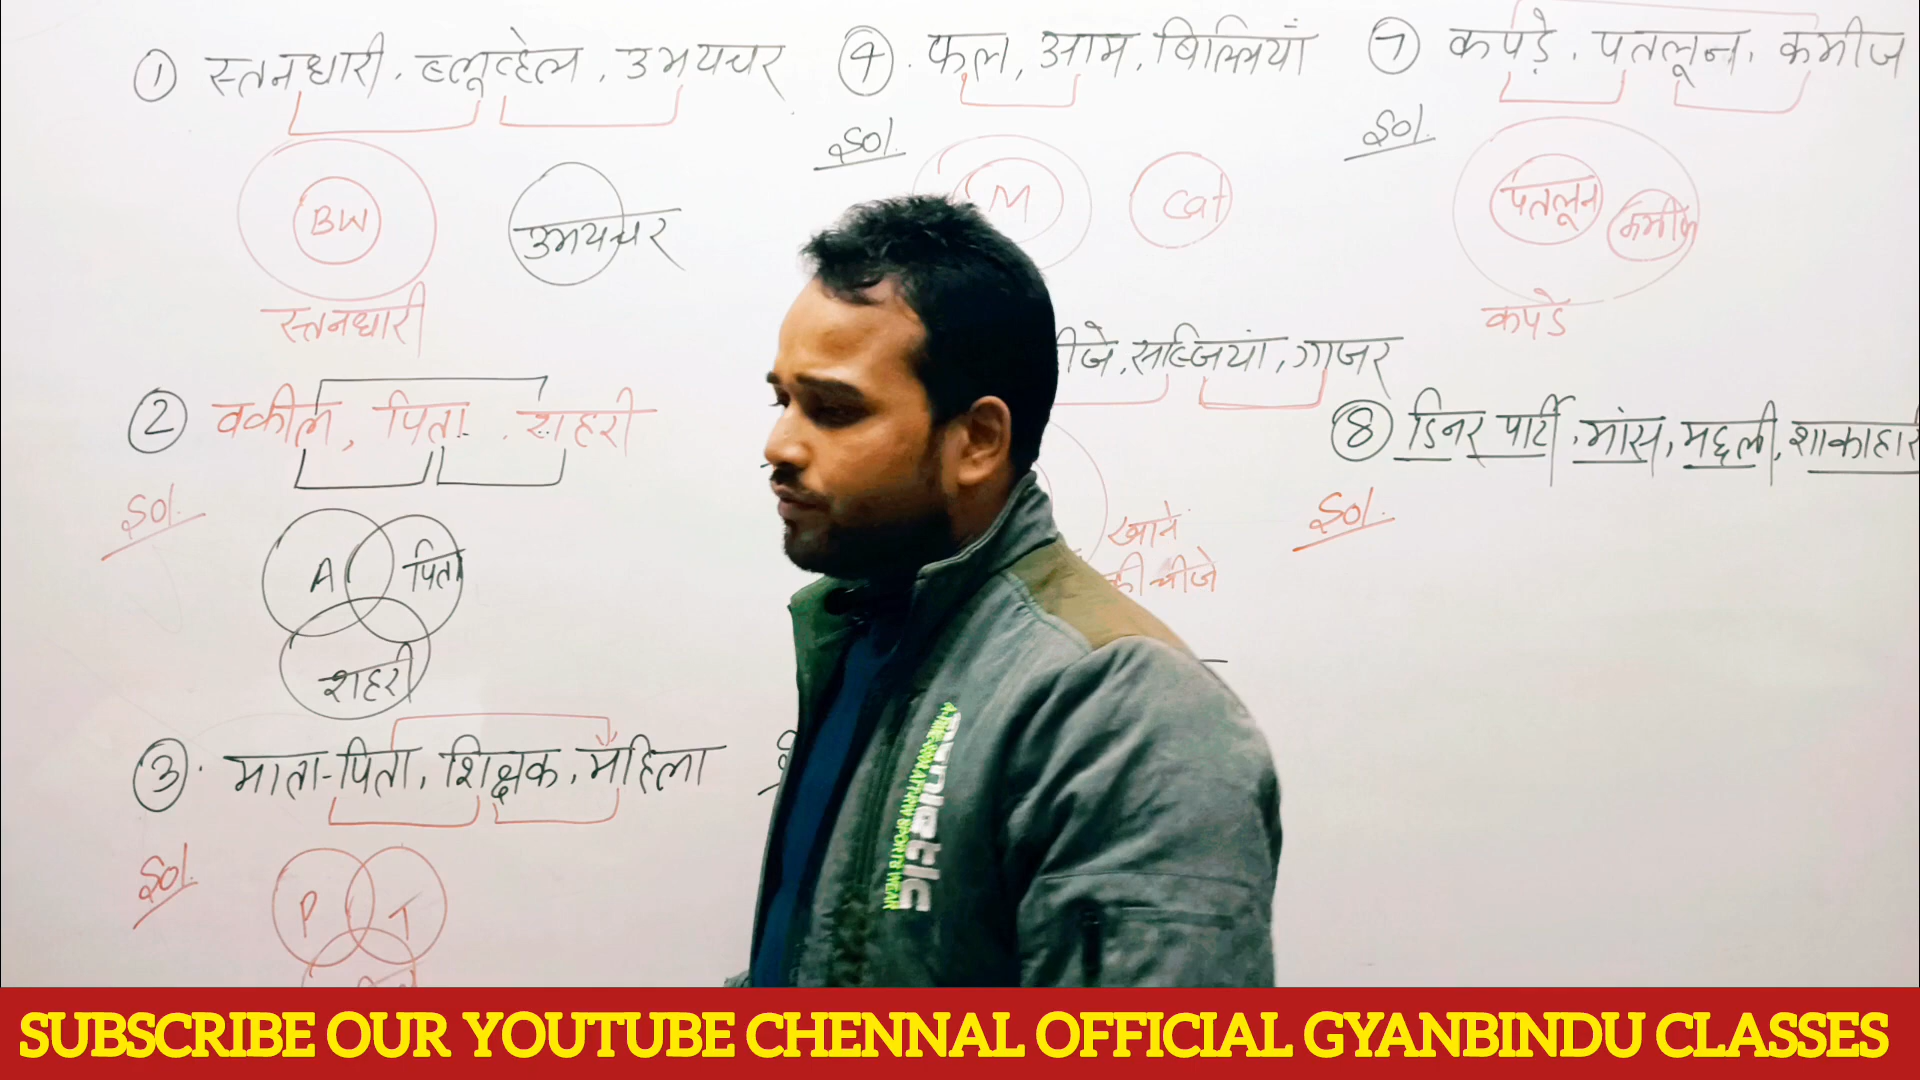 ① स्तनधारी, ब्लूव्हेल, उभयचर
BW
उभयचर
स्तनधारी
② वकील, पिता, शहरी
Sol.
A पिता
शहरी
③ माता-पिता, शिक्षक, महिला
Sol.
P T
④ फल, आम, बिल्लियाँ
Sol.
M Cat
सब्जियां, गाजर
खाने
की चीजे
⑦ कपड़े, पतलून, कमीज
Sol.
पतलून कमीज
कपडे
⑧ डिनर पार्टी, मांस, मछली, शाकाहारी
Sol.
SUBSCRIBE OUR YOUTUBE CHENNAL OFFICIAL GYANBINDU CLASSES